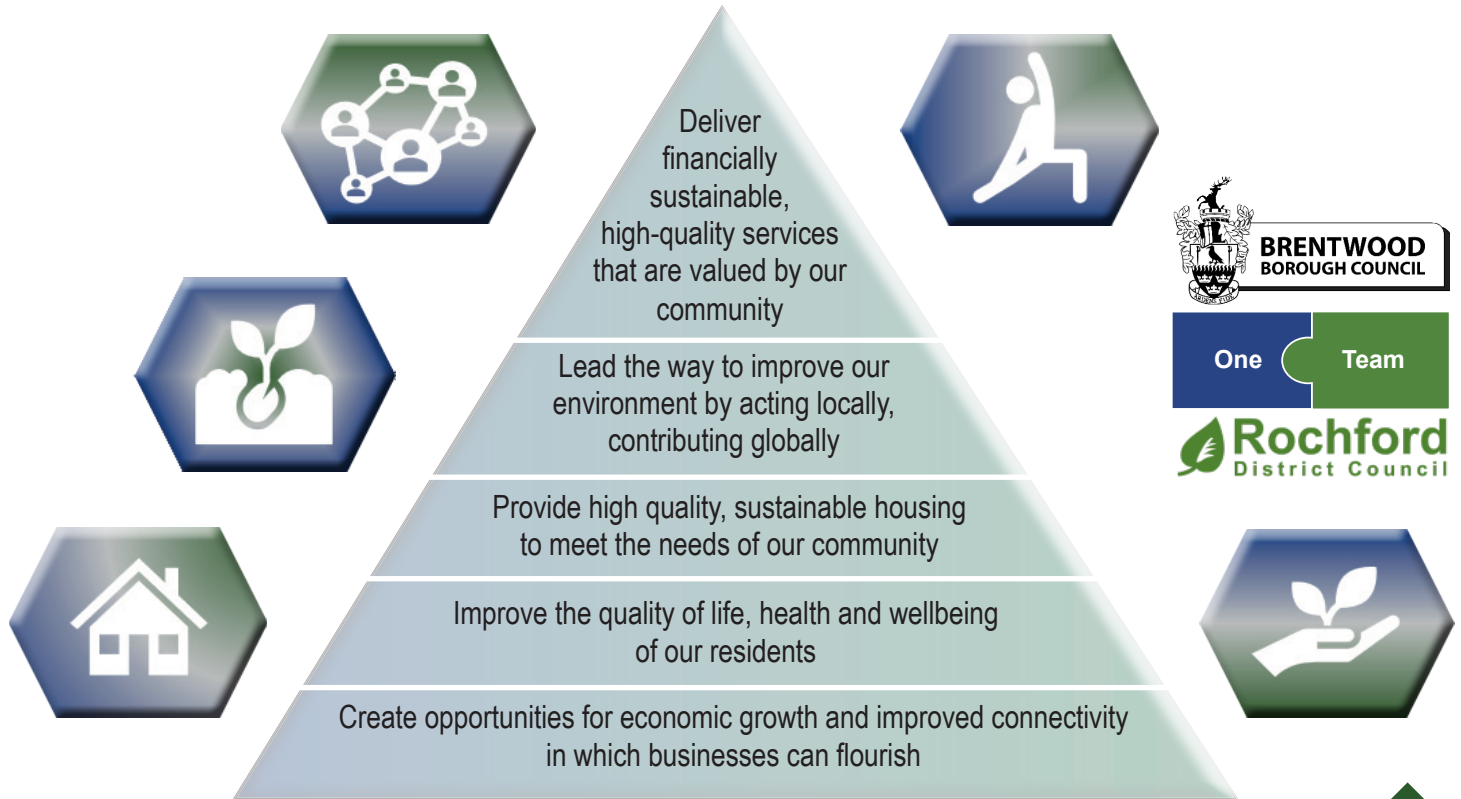 Deliver
financially
sustainable,
high-quality services
that are valued by our
community
Lead the way to improve our
environment by acting locally,
contributing globally
Provide high quality, sustainable housing
to meet the needs of our community
Improve the quality of life, health and wellbeing
of our residents
Create opportunities for economic growth and improved connectivity
in which businesses can flourish
BRENTWOOD
BOROUGH COUNCIL
ARDENS FIDE
One Team
Rochford
District Council